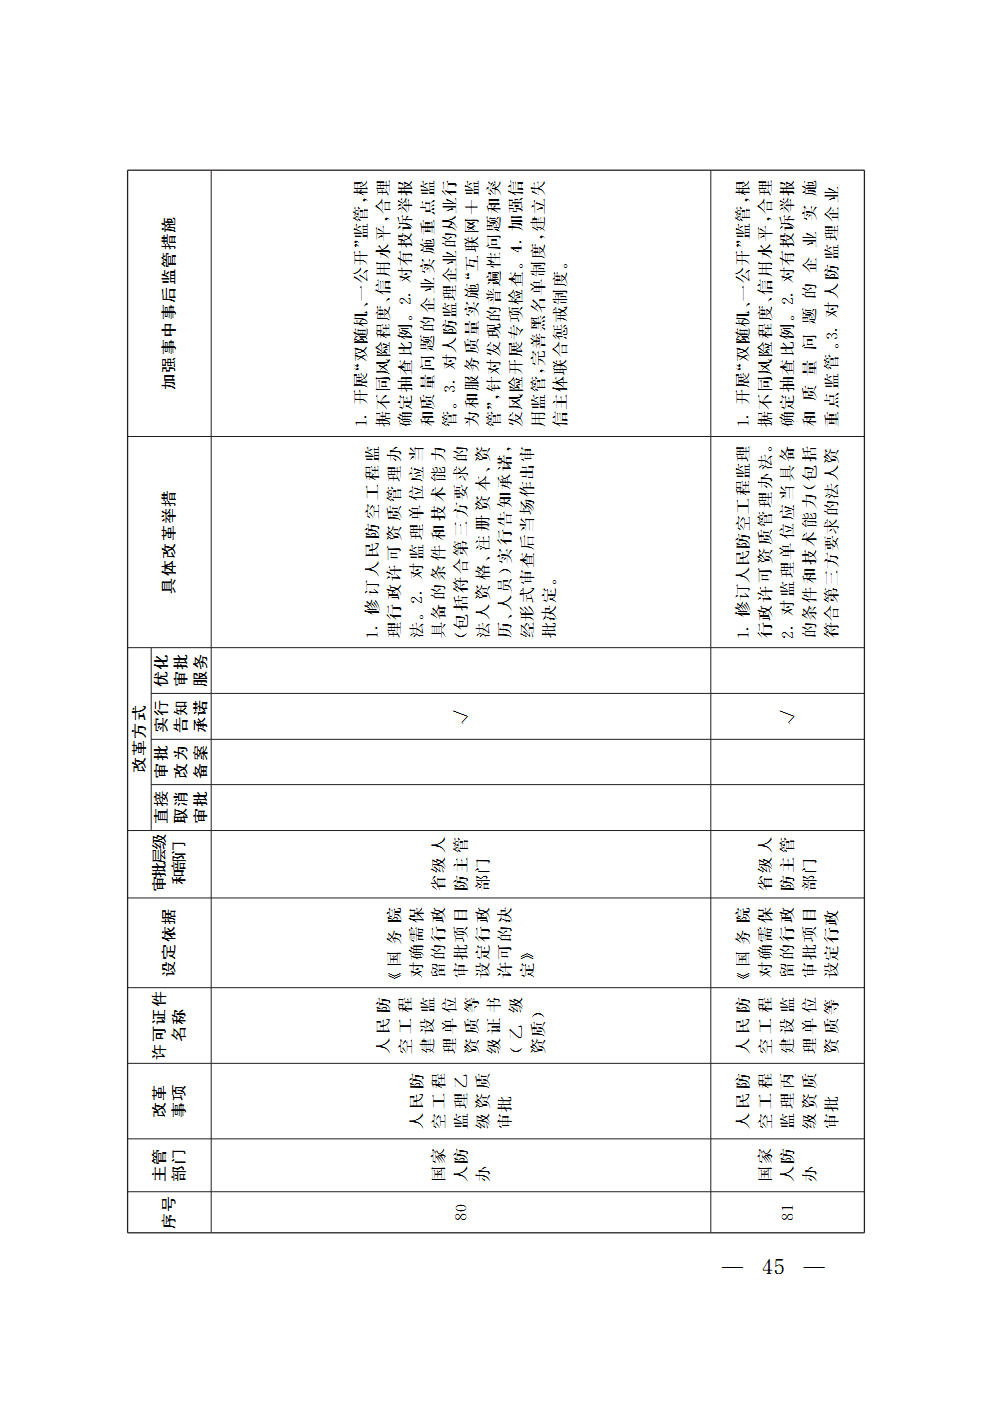 序号
主管
部门
改革
事项
许可证件
名称
设定依据
审批层级
和部门
改革方式
直接
取消
审批
审批
改为
备案
实行
告知
承诺
优化
审批
服务
具体改革举措
加强事中事后监管措施
80
国家
人防
办
人民防
空工程
监理乙
级资质
审批
人民防
空工程
建设监
理单位
资质等
级证书
(乙级
资质)
《国务院
对确需保
留的行政
审批项目
设定行政
许可的决
定》
省级人
防主管
部门
√
1. 修订人民防空工程监
理行政许可资质管理办
法。2. 对监理单位应当
具备的条件和技术能力
(包括符合第三方要求的
法人资格、注册资本、资
历、人员)实行告知承诺,
经形式审查后当场作出审
批决定。
1. 开展“双随机、一公开”监管,根
据不同风险程度、信用水平,合理
确定抽查比例。2. 对有投诉举报
和质量问题的企业实施重点监
管。3. 对人防监理企业的从业行
为和服务质量实施“互联网+监
管”,针对发现的普遍性问题和突
发风险开展专项检查。4. 加强信
用监管,完善黑名单制度,建立失
信主体联合惩戒制度。
81
国家
人防
办
人民防
空工程
监理丙
级资质
审批
人民防
空工程
建设监
理单位
资质等
《国务院
对确需保
留的行政
审批项目
设定行政
省级人
防主管
部门
√
1. 修订人民防空工程监理
行政许可资质管理办法。
2. 对监理单位应当具备
的条件和技术能力(包括
符合第三方要求的法人资
1. 开展“双随机、一公开”监管,根
据不同风险程度、信用水平,合理
确定抽查比例。2. 对有投诉举报
和质量问题的企业实施
重点监管。3. 对人防监理企业
— 45 —